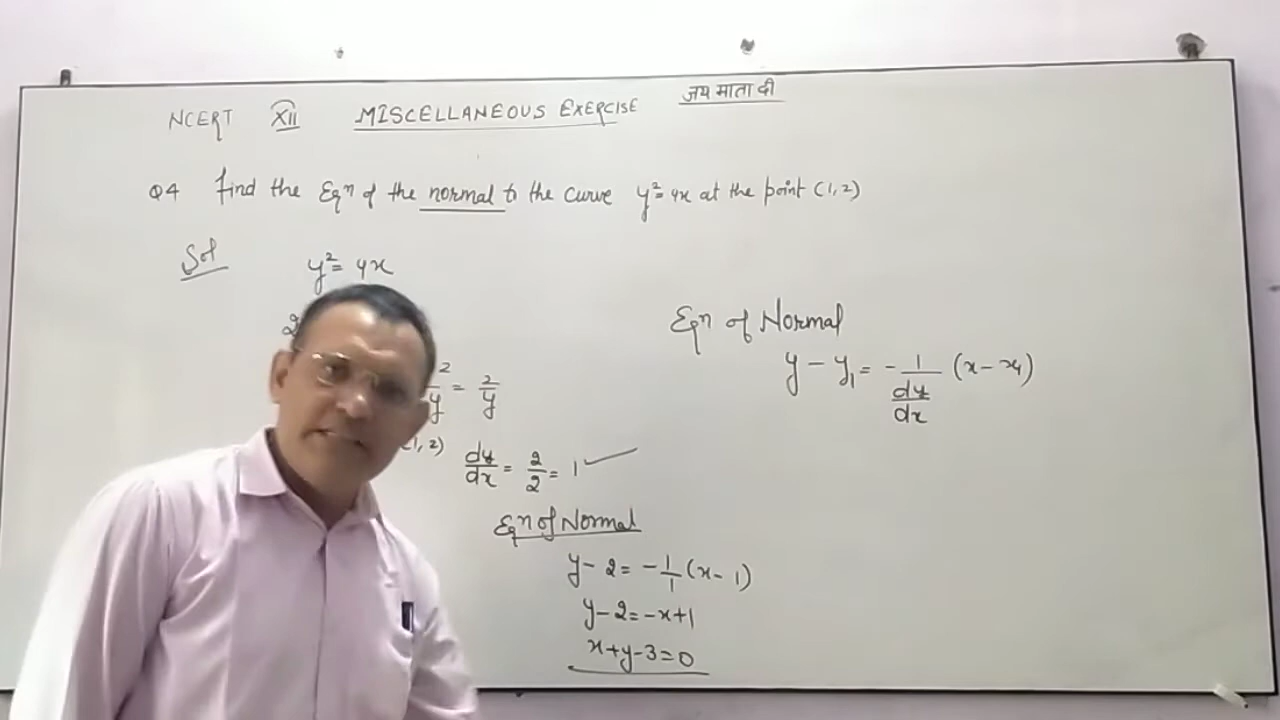 NCERT XII MISCELLANEOUS EXERCISE जय माता दी
Q4 Find the Eqⁿ of the normal to the curve y²=4x at the point (1,2)
Sol
y² = 4x
2
2/y = 2/y
(1,2) dy/dx = 2/2 = 1 ✓
Eqⁿ of Normal
y-2 = -1/1 (x-1)
y-2=-x+1
x+y-3=0
Eqⁿ of Normal
y-y₁ = -1/(dy/dx) (x-x₁)